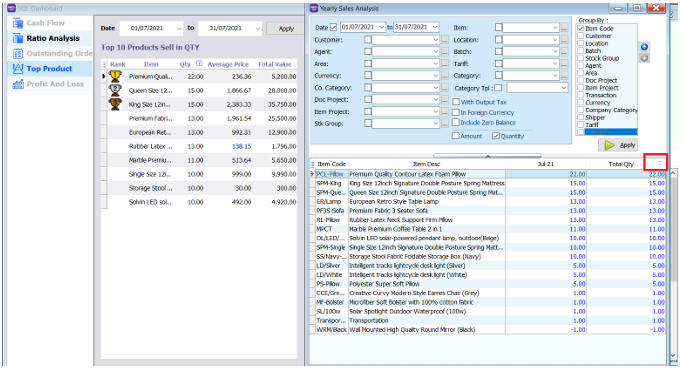 SQL Dashboard
Cash Flow
Ratio Analysis
Outstanding Orde
Top Product
Profit And Loss
Date 01/07/2021 to 31/07/2021 Apply
Top 10 Products Sell in QTY
Rank Item Qty Average Price Total Value
Premium Quali... 22.00 236.36 5,200.00
Queen Size 12... 15.00 1,866.67 28,000.00
King Size 12in... 15.00 2,383.33 35,750.00
Premium Fabri... 13.00 1,961.54 25,500.00
European Ret... 13.00 992.31 12,900.00
Rubber Latex ... 13.00 138.15 1,796.00
Marble Premiu... 11.00 513.64 5,650.00
Single Size 12i... 10.00 999.00 9,990.00
Storage Stool ... 10.00 30.00 300.00
Solvin LED sol... 10.00 492.00 4,920.00
Yearly Sales Analysis
Date 01/07/2021 to 31/07/2021
Customer:
Agent:
Area:
Currency:
Co. Category:
Doc Project:
Item Project:
Stk Group:
Item:
Location:
Batch:
Tariff:
Category:
Category Tpl :
With Output Tax
In Foreign Currency
Include Zero Balance
Amount Quantity
Group By :
Item Code
Customer
Location
Batch
Stock Group
Agent
Area
Doc Project
Item Project
Transaction
Currency
Company Category
Shipper
Tariff
Apply
Item Code Item Desc Jul-21 Total Qty
PCL-Pillow Premium Quality Contour Latex Foam Pillow 22.00 22.00
SPM-King King Size 12inch Signature Double Posture Spring Mattress 15.00 15.00
SPM-Que... Queen Size 12inch Signature Double Posture Spring Mat... 15.00 15.00
ER/Lamp European Retro Style Table Lamp 13.00 13.00
PF3S-Sofa Premium Fabric 3 Seater Sofa 13.00 13.00
RL-Pillow Rubber Latex Neck Support Firm Pillow 13.00 13.00
MPCT Marble Premium Coffee Table 2 in 1 11.00 11.00
OL/LED/... Solvin LED solar-powered pendant lamp, outdoor(Beige) 10.00 10.00
SPM-Single Single Size 12inch Signature Double Posture Spring Matt... 10.00 10.00
SS/Navy-... Storage Stool Fabric Foldable Storage Box (Navy) 10.00 10.00
LD/Silver Intelligent tracks lightcycle desk light (Silver) 5.00 5.00
LD/White Intelligent tracks lightcycle desk light (White) 5.00 5.00
PS-Pillow Polyester Super Soft Pillow 5.00 5.00
CCE/Gre... Creative Curvy Modern Style Eames Chair (Grey) 1.00 1.00
MF-Bolster Microfiber Soft Bolster with 100% cotton fabric 1.00 1.00
SL/100w Solar Spotlight Outdoor Waterproof (100w) 1.00 1.00
Transpor... Transportation 1.00 1.00
WRM/Black Wall Mounted High Quality Round Mirror (Black) -1.00 -1.00